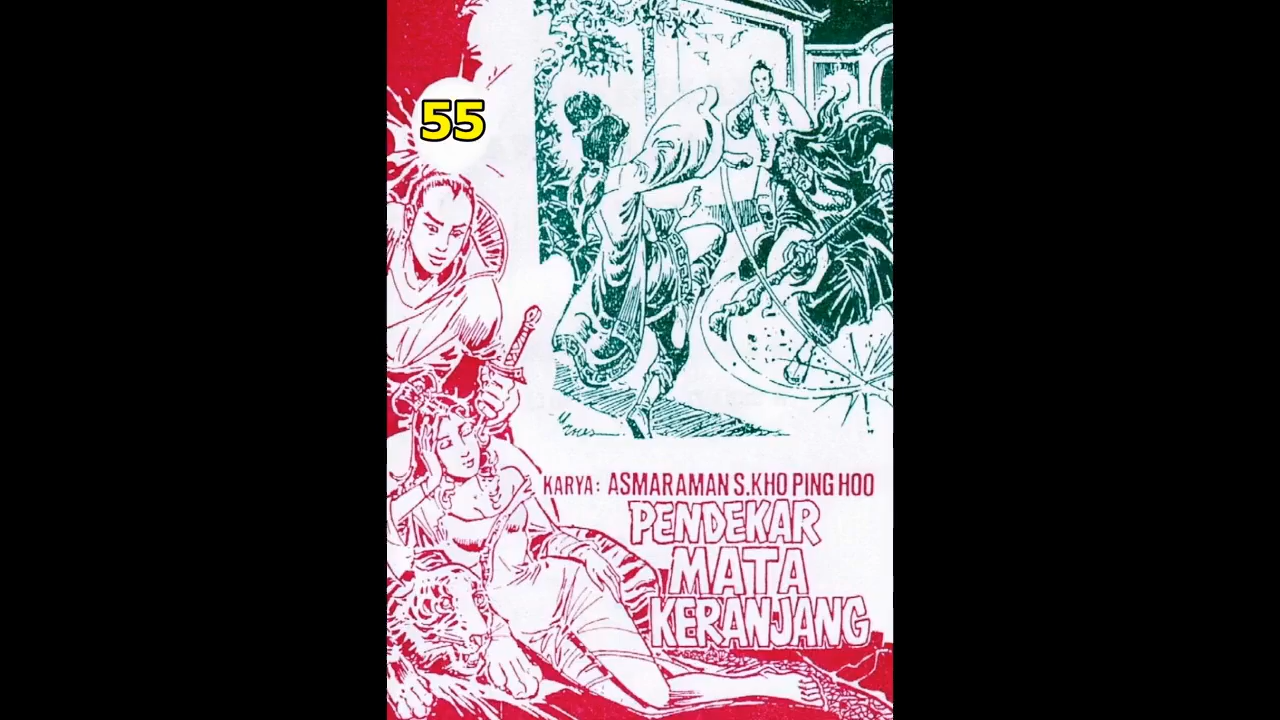 55
KARYA: ASMARAMAN S.KHO PING HOO
PENDEKAR
MATA
KERANJANG